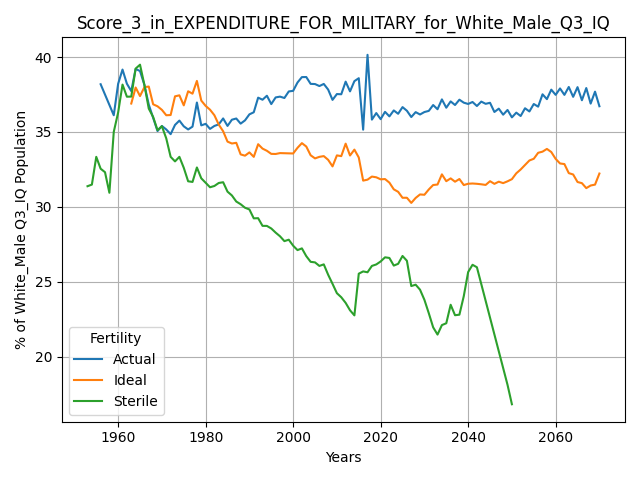 Score_3_in_EXPENDITURE_FOR_MILITARY_for_White_Male_Q3_IQ
% of White_Male Q3_IQ Population
40
35
30
25
20
Fertility
Actual
Ideal
Sterile
1960 1980 2000 2020 2040 2060
Years